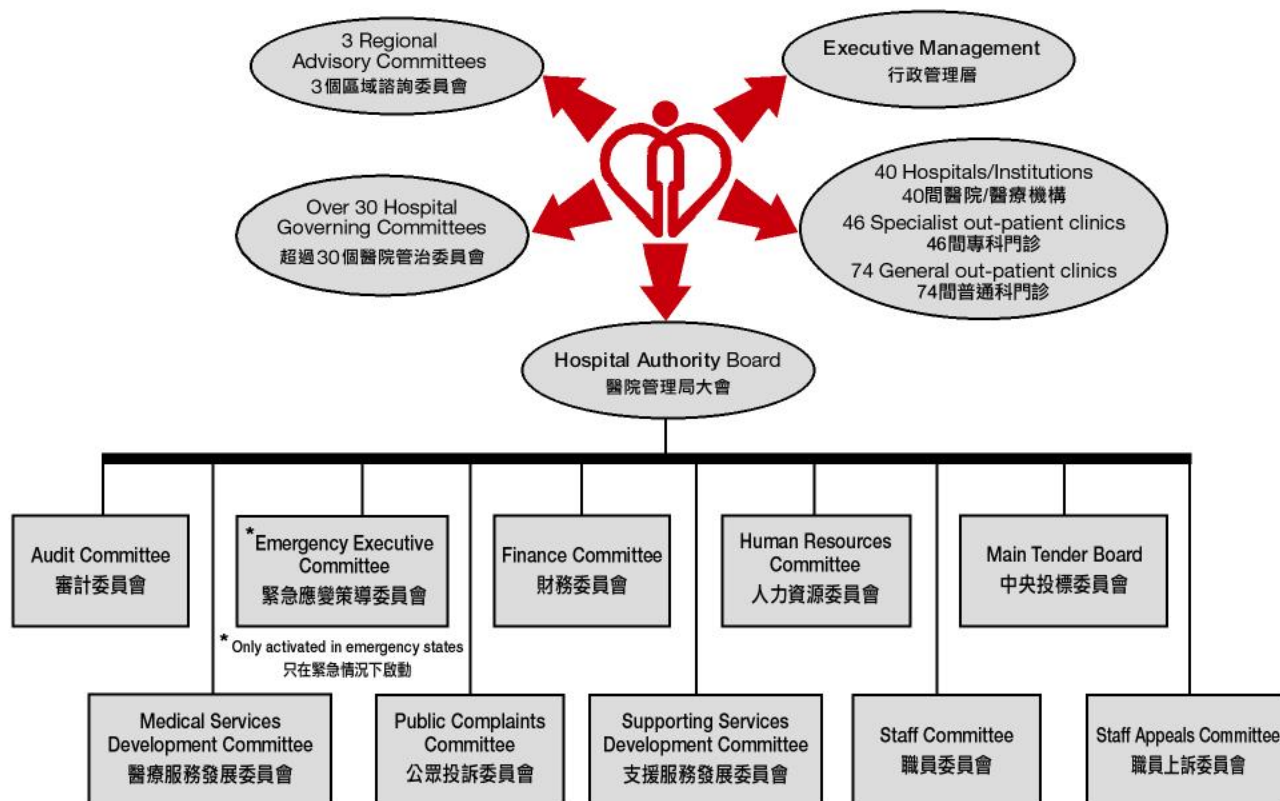 3 Regional
Advisory Committees
3個區域諮詢委員會
Executive Management
行政管理層
Over 30 Hospital
Governing Committees
超過30個醫院管治委員會
40 Hospitals/Institutions
40間醫院/醫療機構
46 Specialist out-patient clinics
46間專科門診
74 General out-patient clinics
74間普通科門診
Hospital Authority Board
醫院管理局大會
Audit Committee
審計委員會
*Emergency Executive
Committee
緊急應變策導委員會
Finance Committee
財務委員會
Human Resources
Committee
人力資源委員會
Main Tender Board
中央投標委員會
* Only activated in emergency states
只在緊急情況下啟動
Medical Services
Development Committee
醫療服務發展委員會
Public Complaints
Committee
公眾投訴委員會
Supporting Services
Development Committee
支援服務發展委員會
Staff Committee
職員委員會
Staff Appeals Committee
職員上訴委員會